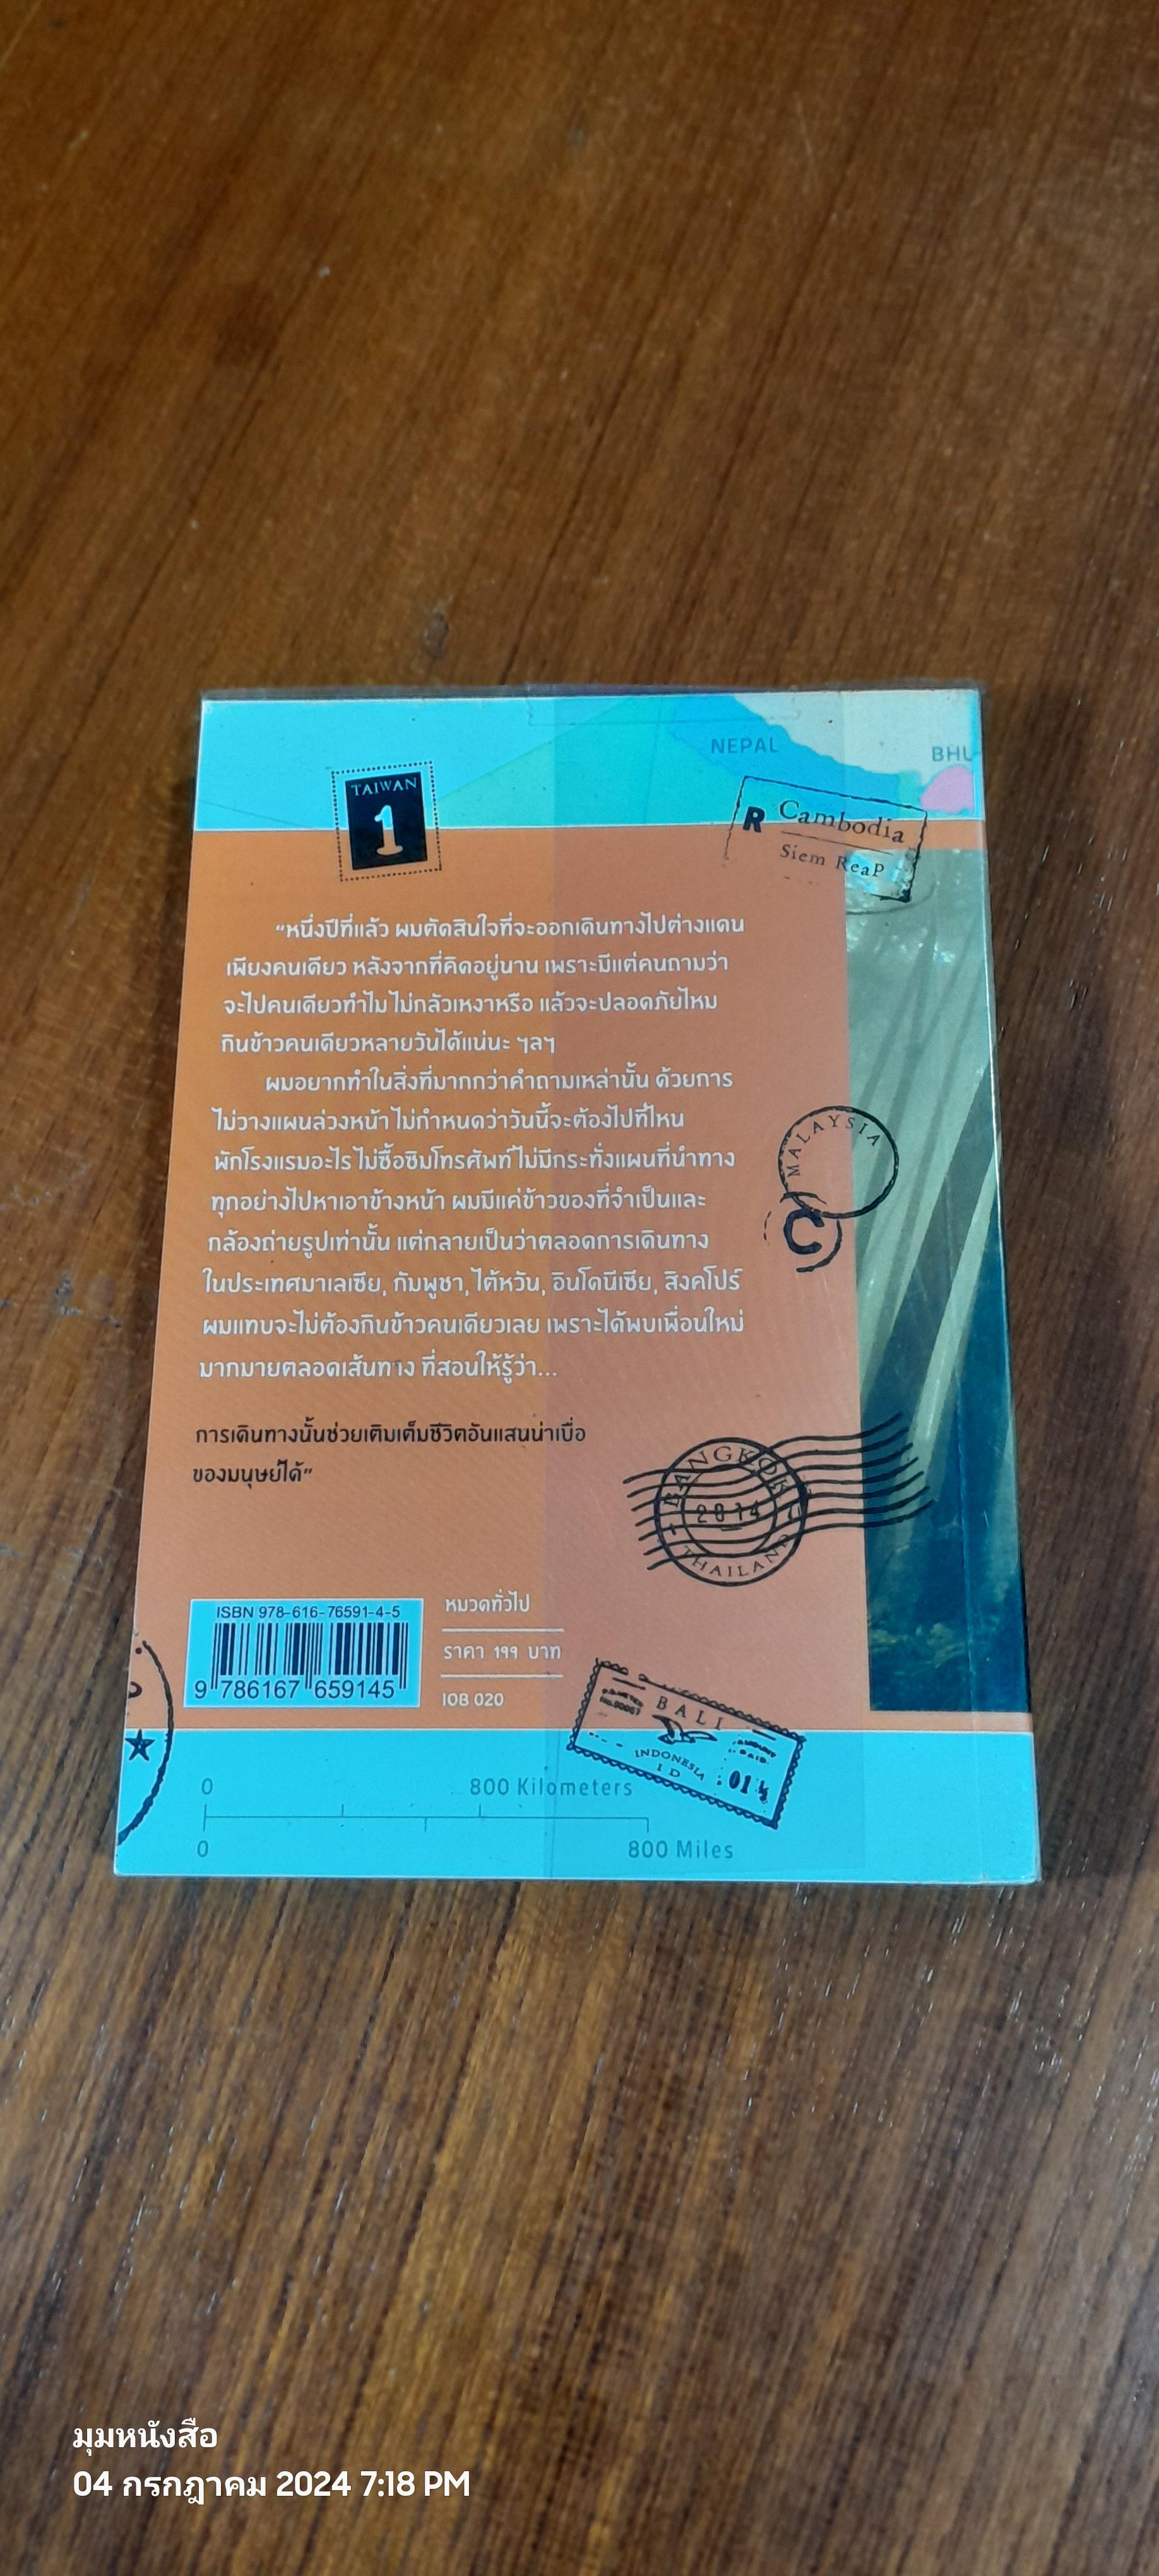 NEPAL
BHU
TAIWAN
1
R Cambodia
Siem ReaP
“หนึ่งปีที่แล้ว ผมตัดสินใจที่จะออกเดินทางไปต่างแดน
เพียงคนเดียว หลังจากที่คิดอยู่นาน เพราะมีแต่คนถามว่า
จะไปคนเดียวทำไม ไม่กลัวเหงาหรือ แล้วจะปลอดภัยไหม
กินข้าวคนเดียวหลายวันได้แน่นะ ฯลฯ
ผมอยากทำในสิ่งที่มากกว่าคำถามเหล่านั้น ด้วยการ
ไม่วางแผนล่วงหน้า ไม่กำหนดว่าวันนี้จะต้องไปที่ไหน
พักโรงแรมอะไร ไม่ซื้อซิมโทรศัพท์ ไม่มีกระทั่งแผนที่นำทาง
ทุกอย่างไปหาเอาข้างหน้า ผมมีแค่ข้าวของที่จำเป็นและ
กล้องถ่ายรูปเท่านั้น แต่กลายเป็นว่าตลอดการเดินทาง
ในประเทศมาเลเซีย, กัมพูชา, ไต้หวัน, อินโดนีเซีย, สิงคโปร์
ผมแทบจะไม่ต้องกินข้าวคนเดียวเลย เพราะได้พบเพื่อนใหม่
มากมายตลอดเส้นทาง ที่สอนให้รู้ว่า...
MALAYSIA
C
การเดินทางนั้นช่วยเติมเต็มชีวิตอันแสนน่าเบื่อ
ของมนุษย์ได้”
BANGKOK
2014
THAILAND
ISBN 978-616-76591-4-5
9 786167 659145
หมวดทั่วไป
ราคา ๑๙๙ บาท
IOB 020
BALI
INDONESIA
I D
01
0 800 Kilometers
0 800 Miles
มุมหนังสือ
04 กรกฎาคม 2024 7:18 PM